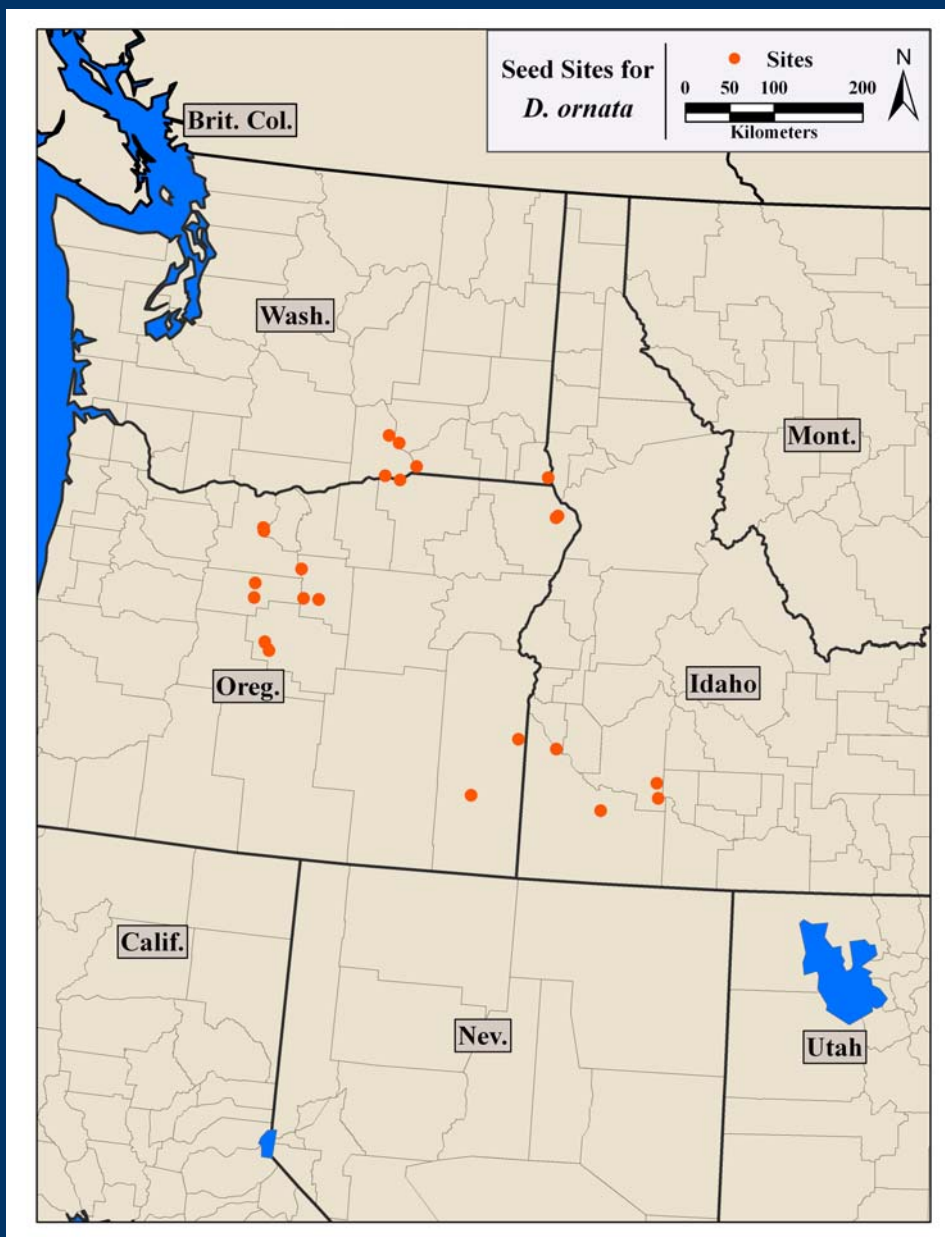 Seed Sites for
D. ornata
Sites
0 50 100 200
Kilometers
N
Brit. Col.
Wash.
Mont.
Oreg.
Idaho
Calif.
Nev.
Utah